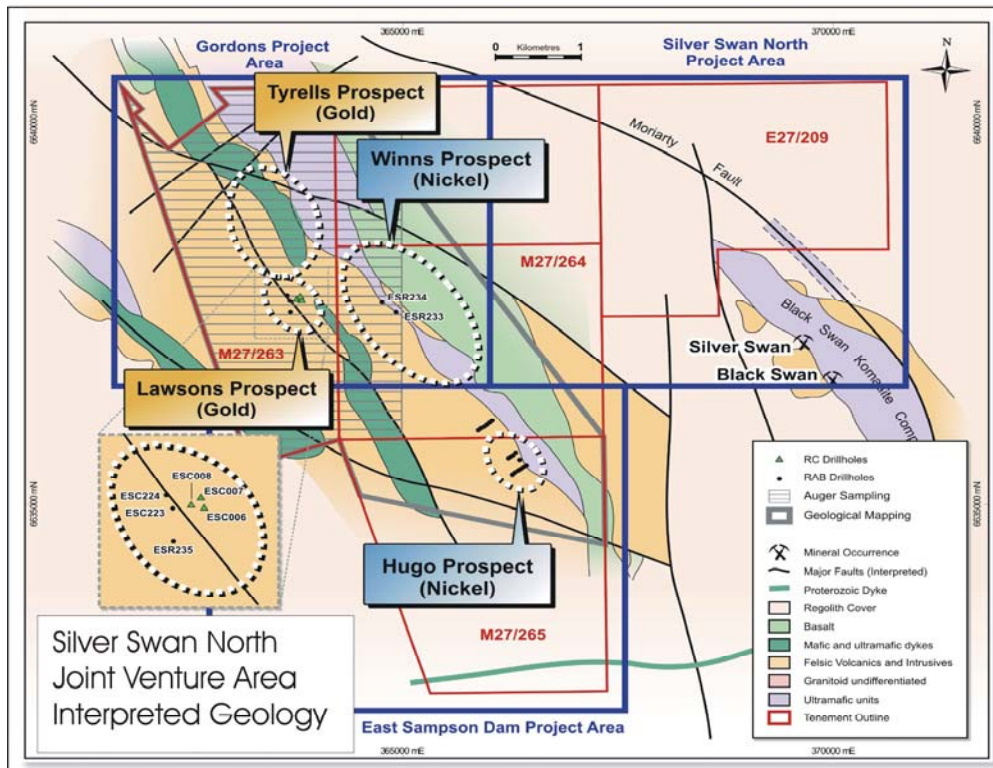 365000 mE
370000 mE
Gordons Project
Area
0 Kilometres 1
Silver Swan North
Project Area
N
6640000 mN
6640000 mN
Tyrells Prospect
(Gold)
Winns Prospect
(Nickel)
Moriarty
Fault
E27/209
M27/264
ESR234
ESR233
M27/263
Black Swan Komatiite Comp
Silver Swan
Black Swan
Lawsons Prospect
(Gold)
ESC008
ESC007
ESC224
ESC223
ESC006
ESR235
6635000 mN
6635000 mN
Hugo Prospect
(Nickel)
M27/265
RC Drillholes
RAB Drillholes
Auger Sampling
Geological Mapping
Mineral Occurrence
Major Faults (Interpreted)
Proterozoic Dyke
Regolith Cover
Basalt
Mafic and ultramafic dykes
Felsic Volcanics and Intrusives
Granitoid undifferentiated
Ultramafic units
Tenement Outline
Silver Swan North
Joint Venture Area
Interpreted Geology
East Sampson Dam Project Area
365000 mE
370000 mE